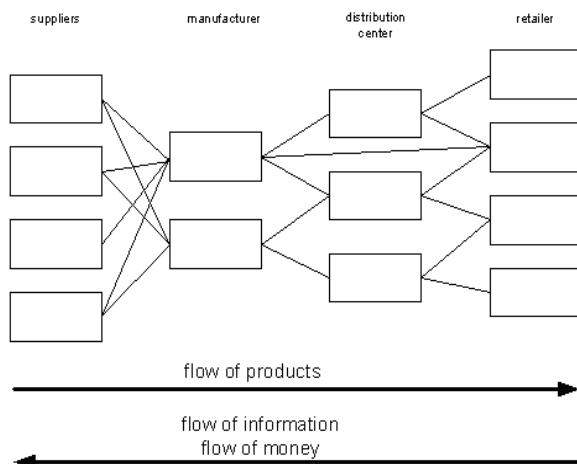 suppliers
manufacturer
distribution
center
retailer
flow of products
flow of information
flow of money